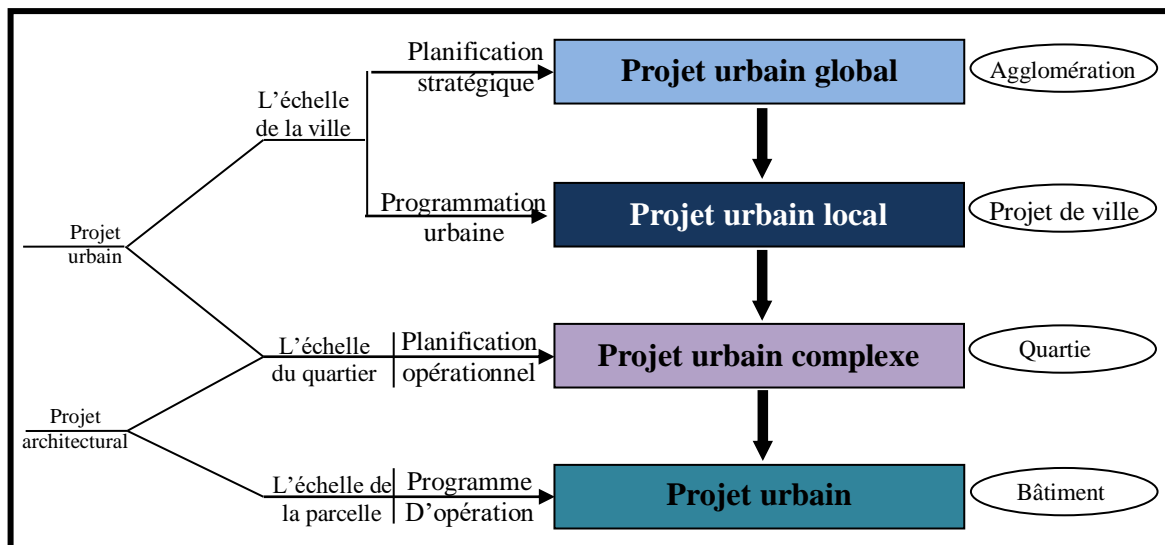 Planification
stratégique
Projet urbain global
Agglomération
L’échelle
de la ville
Programmation
urbaine
Projet urbain local
Projet de ville
Projet
urbain
L’échelle
du quartier
Planification
opérationnel
Projet urbain complexe
Quartie
Projet
architectural
L’échelle de
la parcelle
Programme
D’opération
Projet urbain
Bâtiment